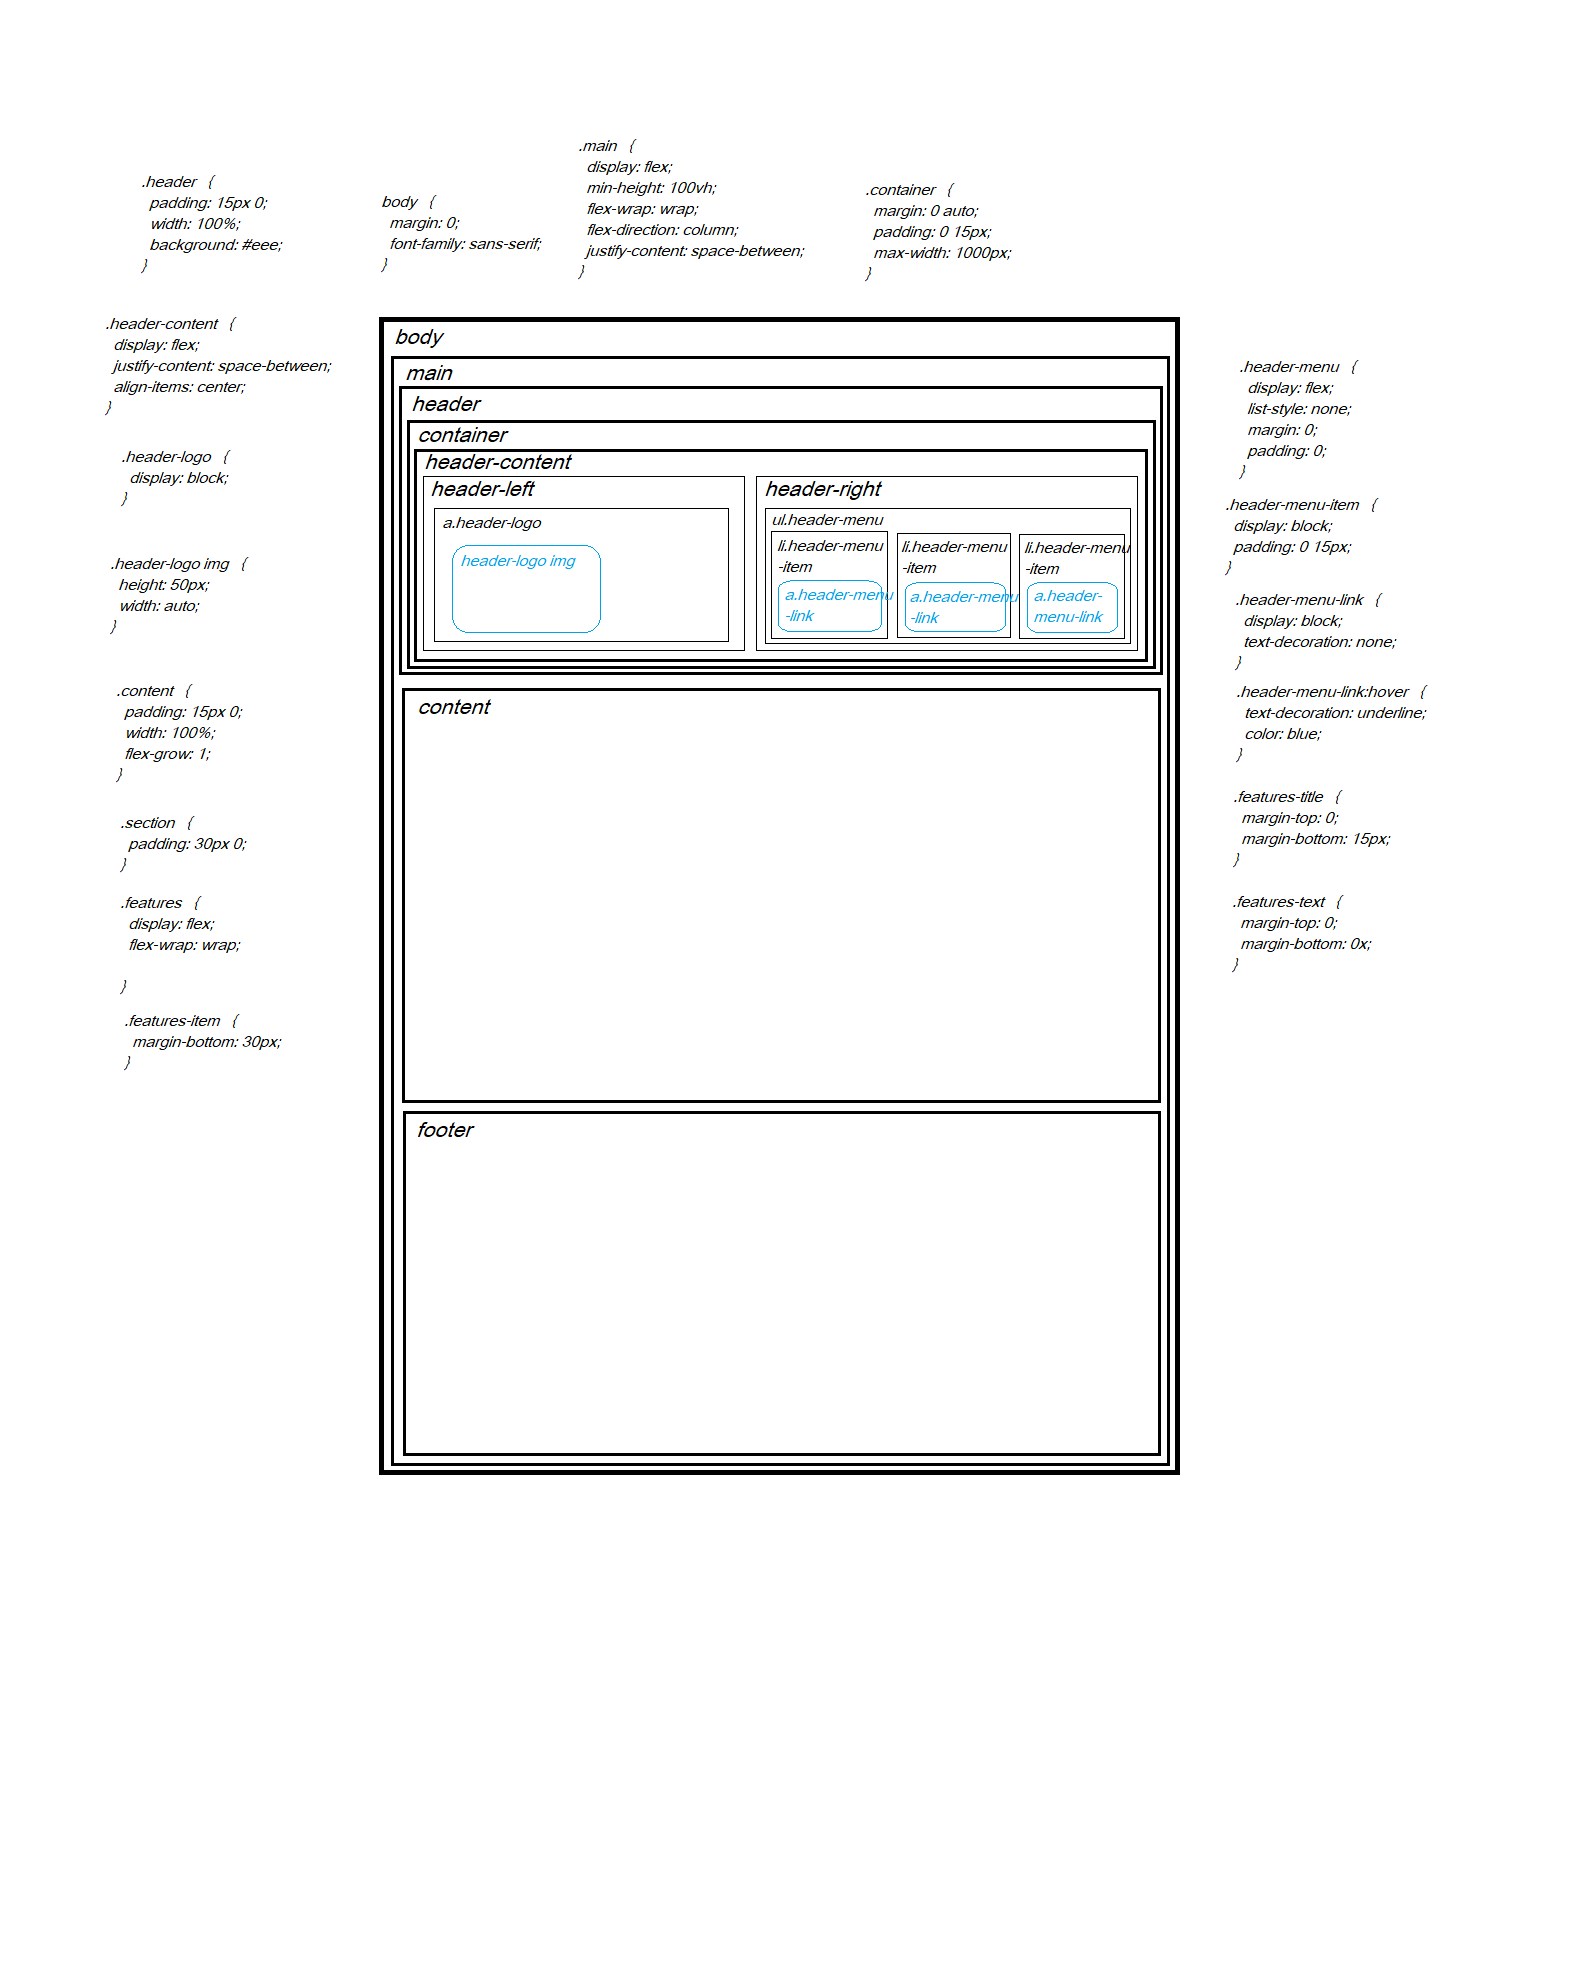 .header {
padding: 15px 0;
width: 100%;
background: #eee;
}
body {
margin: 0;
font-family: sans-serif;
}
.main {
display: flex;
min-height: 100vh;
flex-wrap: wrap;
flex-direction: column;
justify-content: space-between;
}
.container {
margin: 0 auto;
padding: 0 15px;
max-width: 1000px;
}
.header-content {
display: flex;
justify-content: space-between;
align-items: center;
}
.header-logo {
display: block;
}
.header-logo img {
height: 50px;
width: auto;
}
.content {
padding: 15px 0;
width: 100%;
flex-grow: 1;
}
.section {
padding: 30px 0;
}
.features {
display: flex;
flex-wrap: wrap;
}
.features-item {
margin-bottom: 30px;
}
body
main
header
container
header-content
header-left
a.header-logo
header-logo img
header-right
ul.header-menu
li.header-menu
-item
a.header-menu
-link
li.header-menu
-item
a.header-menu
-link
li.header-menu
-item
a.header-
menu-link
content
footer
.header-menu {
display: flex;
list-style: none;
margin: 0;
padding: 0;
}
.header-menu-item {
display: block;
padding: 0 15px;
}
.header-menu-link {
display: block;
text-decoration: none;
}
.header-menu-link:hover {
text-decoration: underline;
color: blue;
}
.features-title {
margin-top: 0;
margin-bottom: 15px;
}
.features-text {
margin-top: 0;
margin-bottom: 0x;
}